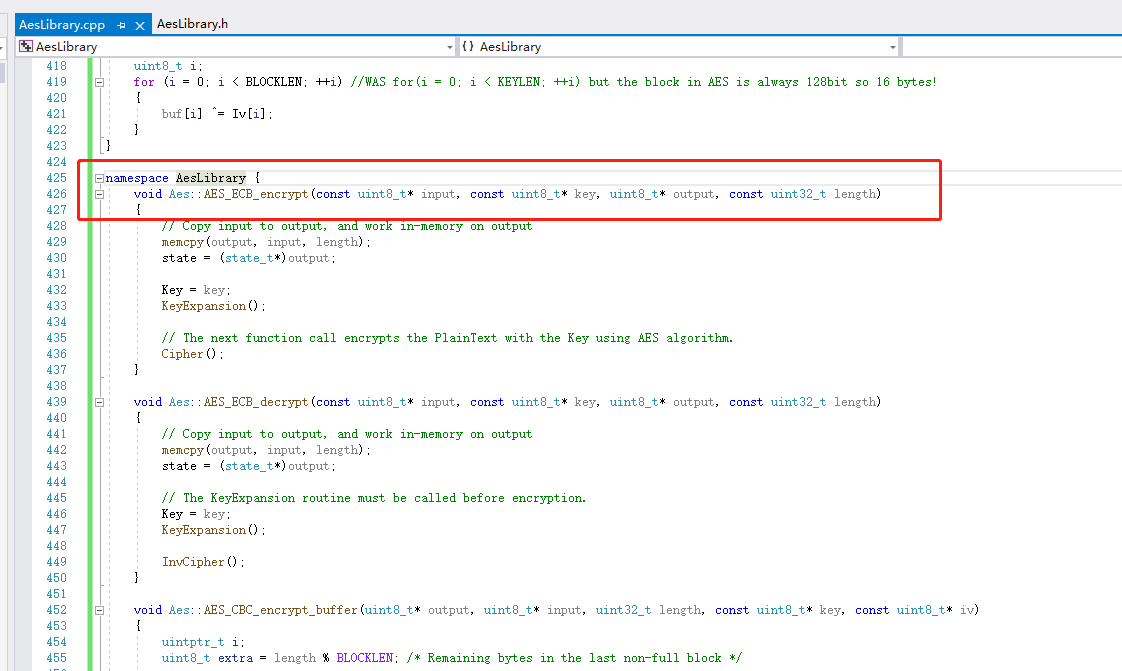 AesLibrary.cpp AesLibrary.h
AesLibrary {} AesLibrary
418 uint8_t i;
419 for (i = 0; i < BLOCKLEN; ++i) //WAS for(i = 0; i < KEYLEN; ++i) but the block in AES is always 128bit so 16 bytes!
420 {
421 buf[i] ^= Iv[i];
422 }
423 }
424
425 namespace AesLibrary {
426 void Aes::AES_ECB_encrypt(const uint8_t* input, const uint8_t* key, uint8_t* output, const uint32_t length)
427 {
428 // Copy input to output, and work in-memory on output
429 memcpy(output, input, length);
430 state = (state_t*)output;
431
432 Key = key;
433 KeyExpansion();
434
435 // The next function call encrypts the PlainText with the Key using AES algorithm.
436 Cipher();
437 }
438
439 void Aes::AES_ECB_decrypt(const uint8_t* input, const uint8_t* key, uint8_t* output, const uint32_t length)
440 {
441 // Copy input to output, and work in-memory on output
442 memcpy(output, input, length);
443 state = (state_t*)output;
444
445 // The KeyExpansion routine must be called before encryption.
446 Key = key;
447 KeyExpansion();
448
449 InvCipher();
450 }
451
452 void Aes::AES_CBC_encrypt_buffer(uint8_t* output, uint8_t* input, uint32_t length, const uint8_t* key, const uint8_t* iv)
453 {
454 uintptr_t i;
455 uint8_t extra = length % BLOCKLEN; /* Remaining bytes in the last non-full block */